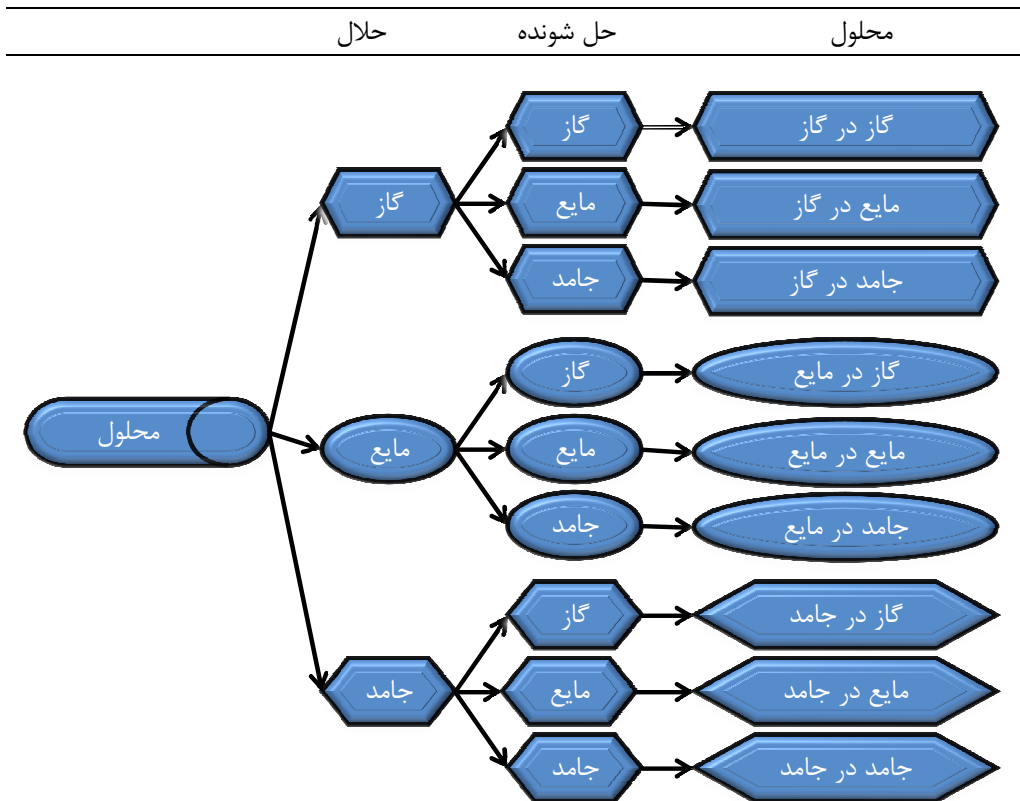 محلول
حل شونده
حلال
گاز در گاز
گاز
مایع در گاز
مایع
گاز
جامد در گاز
جامد
گاز در مایع
گاز
محلول
مایع در مایع
مایع
مایع
جامد در مایع
جامد
گاز در جامد
گاز
مایع در جامد
مایع
جامد
جامد در جامد
جامد